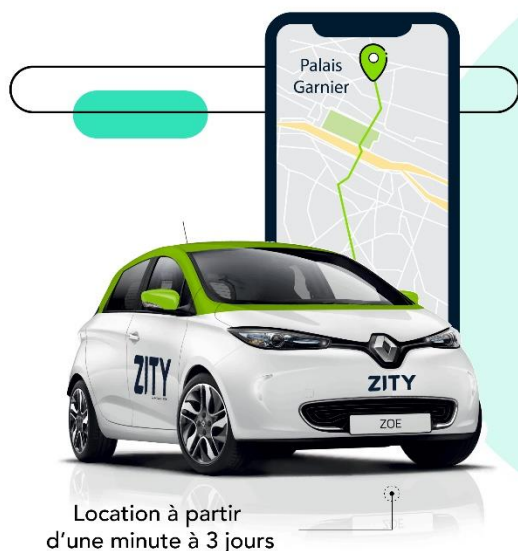 Palais
Garnier
ZITY
ZITY
ZOE
Location à partir
d'une minute à 3 jours